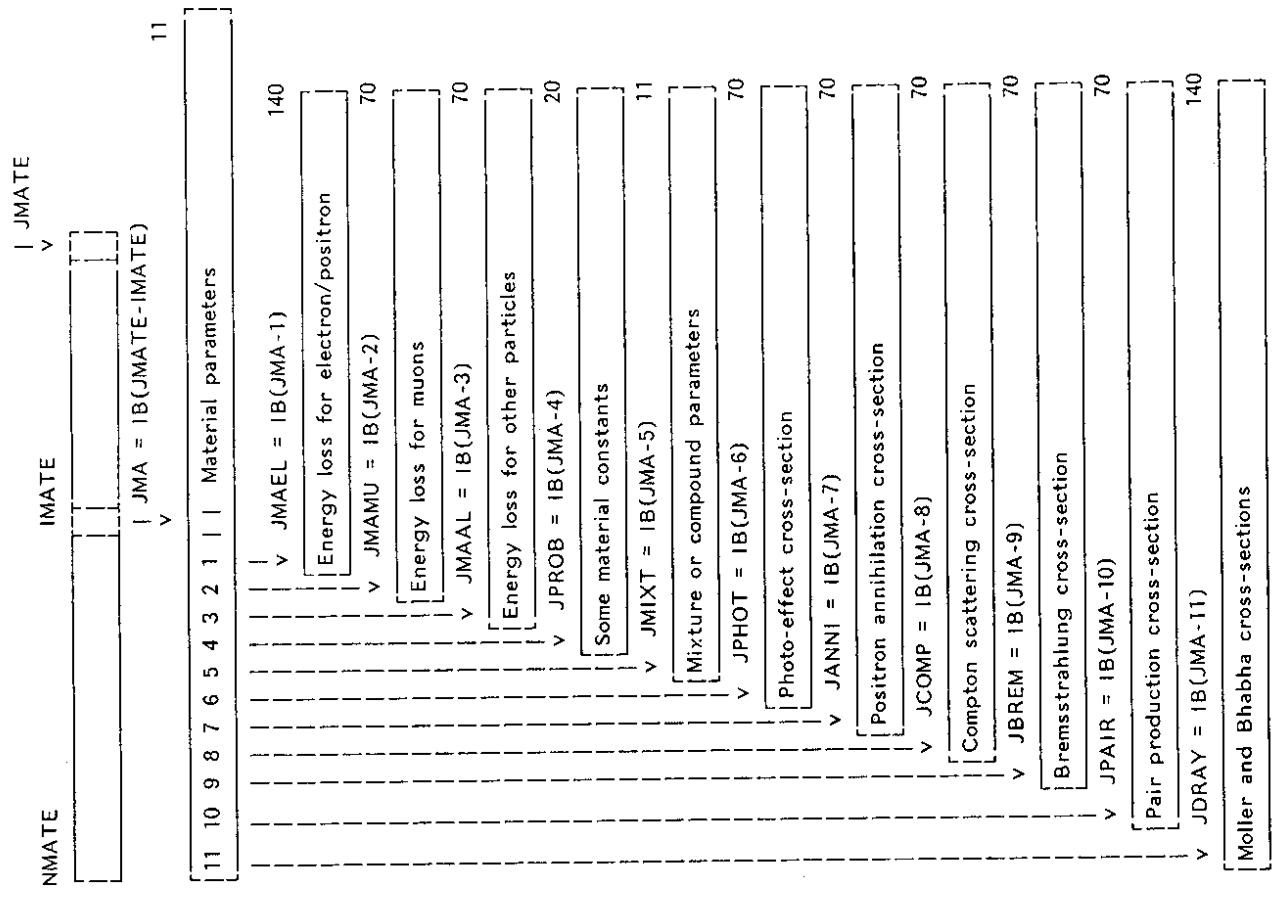 | JMATE
v
NMATE IMATE
| JMA = IB(JMATE-IMATE)
v 11
11 10 9 8 7 6 5 4 3 2 1 | | Material parameters
| JMAEL = IB(JMA-1) 140
v
Energy loss for electron/positron
v JMAMU = IB(JMA-2) 70
Energy loss for muons
v JMAAL = IB(JMA-3) 70
Energy loss for other particles
v JPROB = IB(JMA-4) 20
Some material constants
v JMIXT = IB(JMA-5) 11
Mixture or compound parameters
v JPHOT = IB(JMA-6) 70
Photo-effect cross-section
v JANNI = IB(JMA-7) 70
Positron annihilation cross-section
v JCOMP = IB(JMA-8) 70
Compton scattering cross-section
v JBREM = IB(JMA-9) 70
Bremsstrahlung cross-section
v JPAIR = IB(JMA-10) 70
Pair production cross-section
v JDRAY = IB(JMA-11) 140
Moller and Bhabha cross-sections